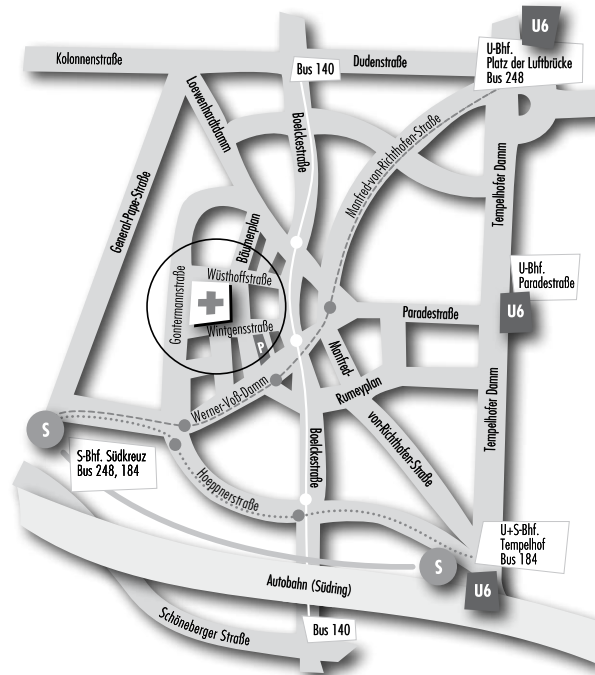 U6
U-Bhf.
Platz der Luftbrücke
Bus 248
Kolonnenstraße
Dudenstraße
Bus 140
Loewenhardtdamm
Boelckestraße
Manfred-von-Richthofen-Straße
Tempelhofer Damm
General-Pape-Straße
Bäumerplan
U-Bhf.
Paradestraße
U6
Gontermannstraße
Wüsthoffstraße
Wintgensstraße
P
Paradestraße
Manfred-
von-Richthofen-Straße
Rumeyplan
Werner-Voß-Damm
Tempelhofer Damm
S
S-Bhf. Südkreuz
Bus 248, 184
Boelckestraße
Hoeppnerstraße
U+S-Bhf.
Tempelhof
Bus 184
S
U6
Autobahn (Südring)
Schöneberger Straße
Bus 140